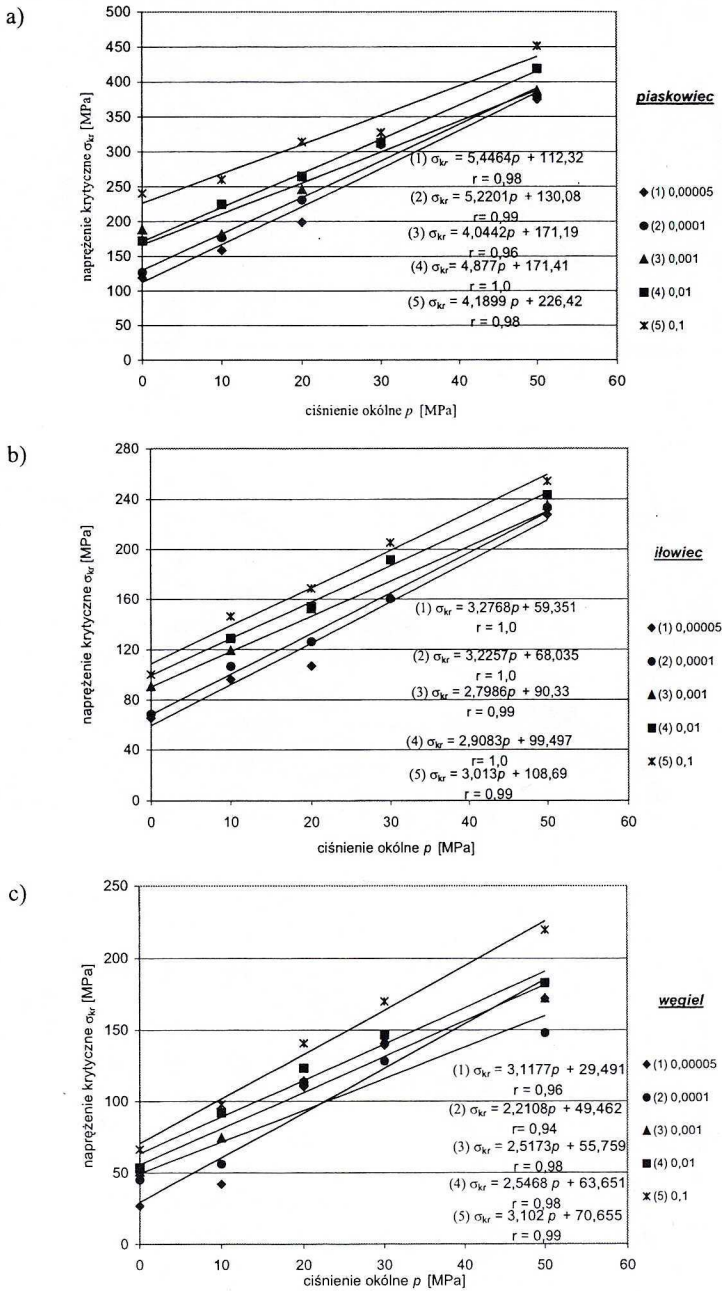 a)
500
450
400
350
300
250
200
150
100
50
0
naprężenie krytyczne σkr [MPa]
0 10 20 30 40 50 60
ciśnienie okólne p [MPa]
(1) σkr = 5,4464p + 112,32
r = 0,98
(2) σkr = 5,2201p + 130,08
r= 0,99
(3) σkr = 4,0442p + 171,19
r = 0,96
(4) σkr = 4,877p + 171,41
r = 1,0
(5) σkr = 4,1899 p + 226,42
r = 0,98
piaskowiec
(1) 0,00005
(2) 0,0001
(3) 0,001
(4) 0,01
(5) 0,1
b)
280
240
200
160
120
80
40
0
naprężenie krytyczne σkr [MPa]
0 10 20 30 40 50 60
ciśnienie okólne p [MPa]
(1) σkr = 3,2768p + 59,351
r = 1,0
(2) σkr = 3,2257p + 68,035
r = 1,0
(3) σkr = 2,7986p + 90,33
r = 0,99
(4) σkr = 2,9083p + 99,497
r= 1,0
(5) σkr = 3,013p + 108,69
r = 0,99
iłowiec
(1) 0,00005
(2) 0,0001
(3) 0,001
(4) 0,01
(5) 0,1
c)
250
200
150
100
50
0
naprężenie krytyczne σkr [MPa]
0 10 20 30 40 50 60
ciśnienie okólne p [MPa]
(1) σkr = 3,1177p + 29,491
r = 0,96
(2) σkr = 2,2108p + 49,462
r= 0,94
(3) σkr = 2,5173p + 55,759
r = 0,98
(4) σkr = 2,5468 p + 63,651
r = 0,98
(5) σkr = 3,102 p + 70,655
r = 0,99
węgiel
(1) 0,00005
(2) 0,0001
(3) 0,001
(4) 0,01
(5) 0,1